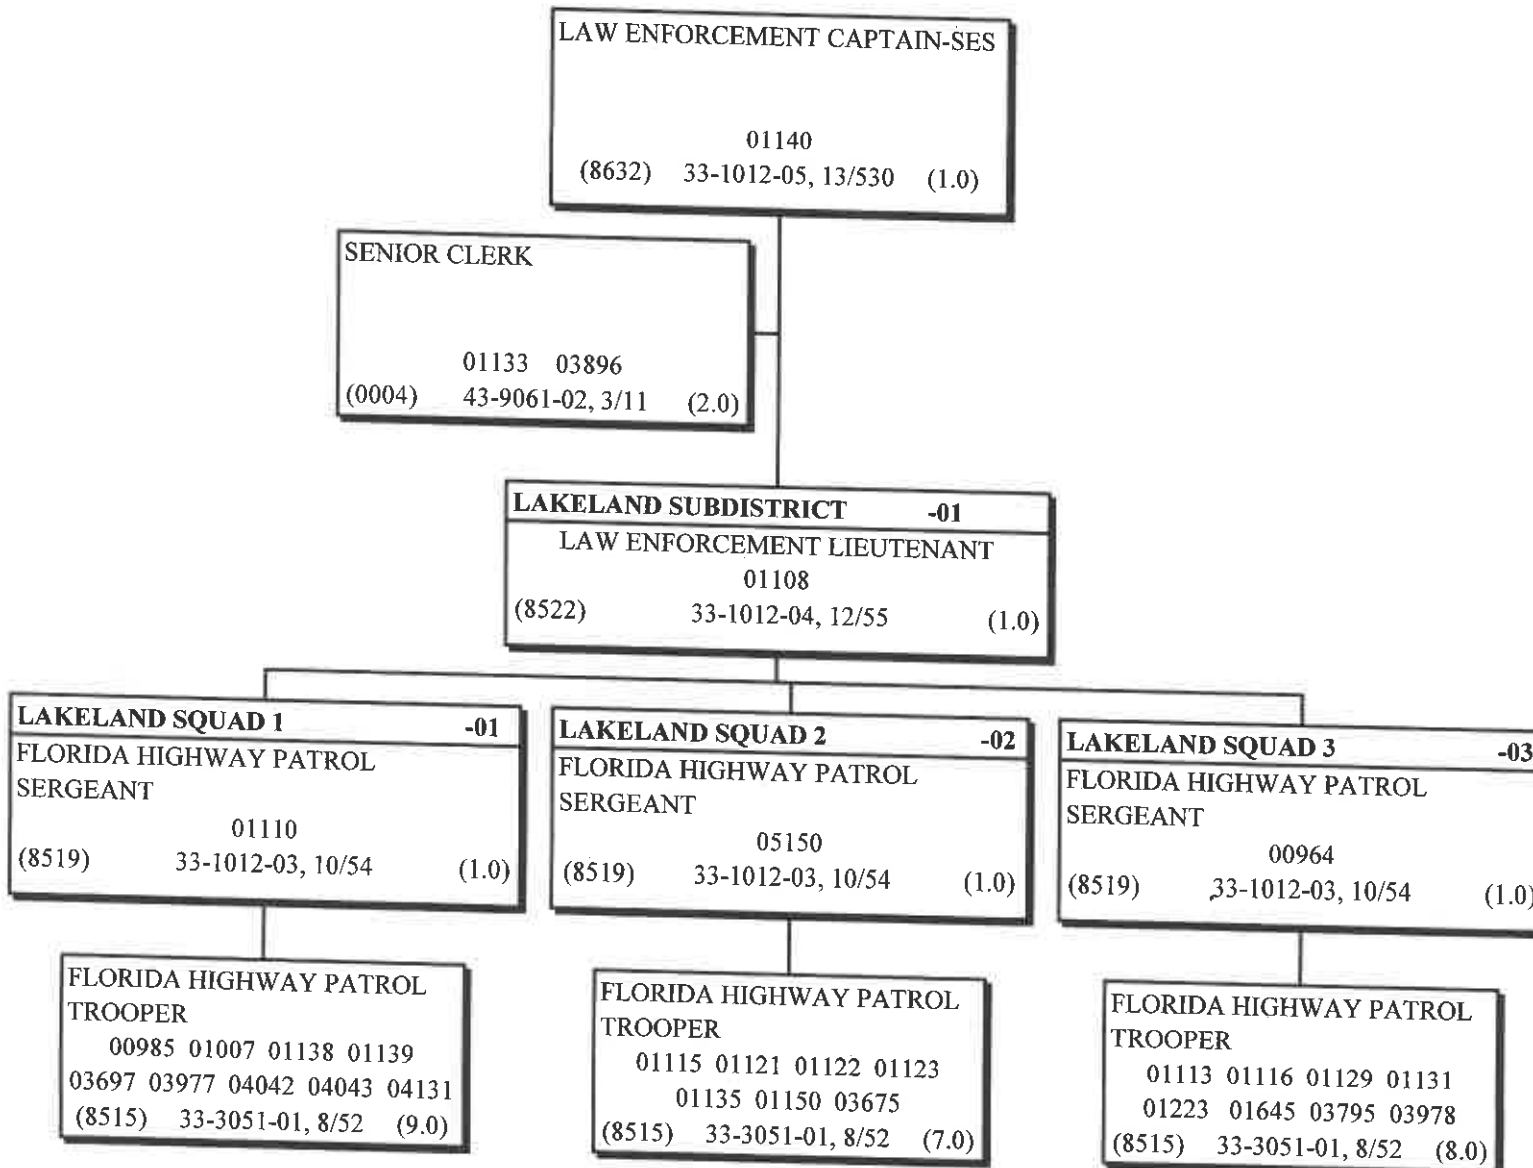 LAW ENFORCEMENT CAPTAIN-SES
01140
(8632) 33-1012-05, 13/530 (1.0)
SENIOR CLERK
01133 03896
(0004) 43-9061-02, 3/11 (2.0)
LAKELAND SUBDISTRICT -01
LAW ENFORCEMENT LIEUTENANT
01108
(8522) 33-1012-04, 12/55 (1.0)
LAKELAND SQUAD 1 -01
FLORIDA HIGHWAY PATROL
SERGEANT
01110
(8519) 33-1012-03, 10/54 (1.0)
LAKELAND SQUAD 2 -02
FLORIDA HIGHWAY PATROL
SERGEANT
05150
(8519) 33-1012-03, 10/54 (1.0)
LAKELAND SQUAD 3 -03
FLORIDA HIGHWAY PATROL
SERGEANT
00964
(8519) 33-1012-03, 10/54 (1.0)
FLORIDA HIGHWAY PATROL
TROOPER
00985 01007 01138 01139
03697 03977 04042 04043 04131
(8515) 33-3051-01, 8/52 (9.0)
FLORIDA HIGHWAY PATROL
TROOPER
01115 01121 01122 01123
01135 01150 03675
(8515) 33-3051-01, 8/52 (7.0)
FLORIDA HIGHWAY PATROL
TROOPER
01113 01116 01129 01131
01223 01645 03795 03978
(8515) 33-3051-01, 8/52 (8.0)